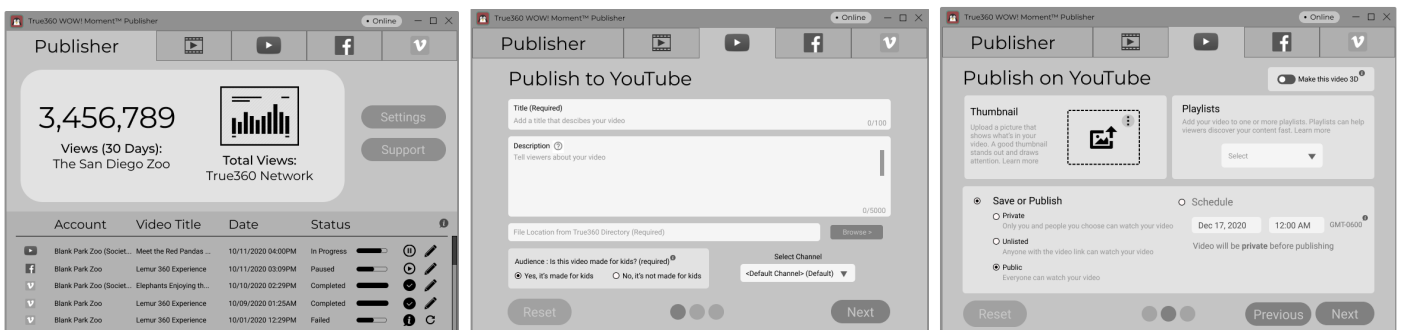 True360 WOW! Moment™ Publisher
• Online
Publisher
3,456,789
Views (30 Days):
The San Diego Zoo
Total Views:
True360 Network
Settings
Support
Account Video Title Date Status
Blank Park Zoo (Societ... Meet the Red Pandas ... 10/11/2020 04:00PM In Progress
Blank Park Zoo Lemur 360 Experience 10/11/2020 03:09PM Paused
Blank Park Zoo (Societ... Elephants Enjoying th... 10/10/2020 02:29PM Completed
Blank Park Zoo Lemur 360 Experience 10/09/2020 01:25AM Completed
Blank Park Zoo Lemur 360 Experience 10/01/2020 12:29PM Failed
True360 WOW! Moment™ Publisher
• Online
Publisher
Publish to YouTube
Title (Required)
Add a title that descibes your video
0/100
Description ?
Tell viewers about your video
0/5000
File Location from True360 Directory (Required)
Browse >
Audience : Is this video made for kids? (required)
Yes, it's made for kids
No, it's not made for kids
Select Channel
<Default Channel> (Default)
Reset
Next
True360 WOW! Moment™ Publisher
• Online
Publisher
Publish on YouTube
Make this video 3D
Thumbnail
Upload a picture that
shows what's in your
video. A good thumbnail
stands out and draws
attention. Learn more
Playlists
Add your video to one or more playlists. Playlists can help
viewers discover your content fast. Learn more
Select
Save or Publish
Private
Only you and people you choose can watch your video
Unlisted
Anyone with the video link can watch your video
Public
Everyone can watch your video
Schedule
Dec 17, 2020
12:00 AM
GMT-0600
Video will be private before publishing
Reset
Previous
Next